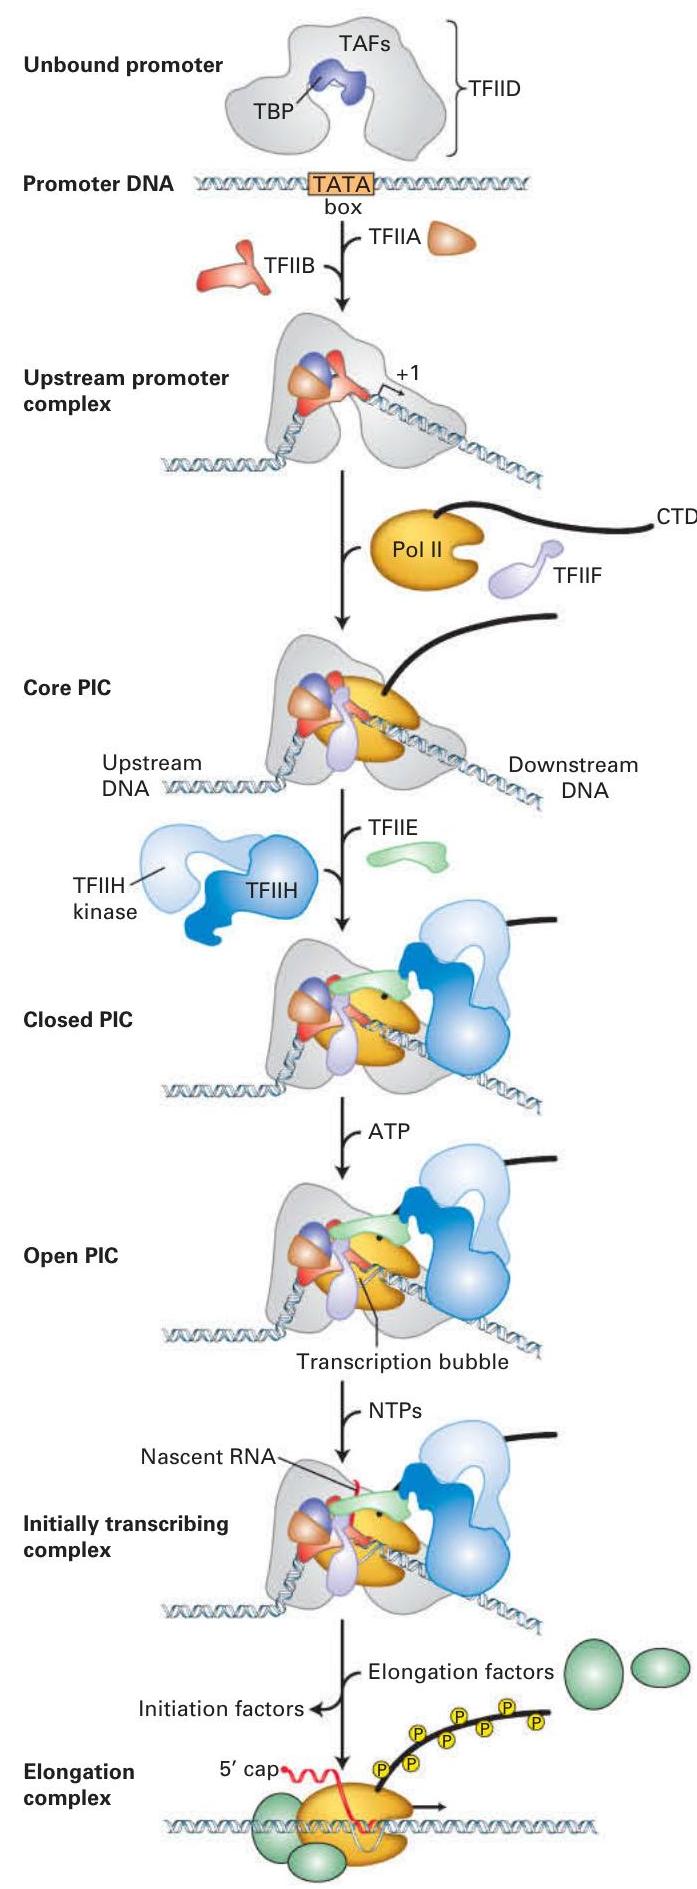 TAFs
Unbound promoter
TFIID
TBP
Promoter DNA
TATA
box
TFIIA
TFIIB
Upstream promoter
complex
+1
CTD
Pol II
TFIIF
Core PIC
Upstream
DNA
Downstream
DNA
TFIIE
TFIIH
kinase
TFIIH
Closed PIC
ATP
Open PIC
Transcription bubble
NTPs
Nascent RNA
Initially transcribing
complex
Elongation factors
Initiation factors
P
P
P
P
P
P
P
P
Elongation
complex
5′ cap